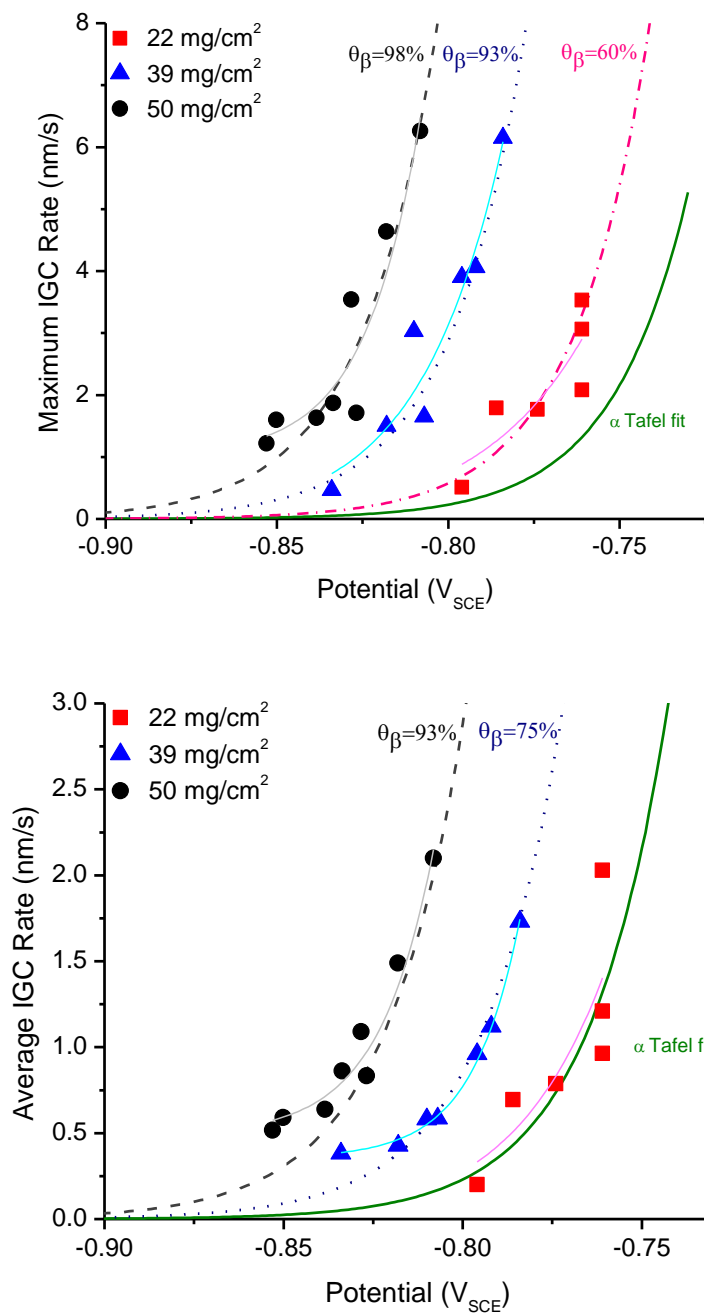 8
6
4
2
0
Maximum IGC Rate (nm/s)
22 mg/cm²
39 mg/cm²
50 mg/cm²
θβ=98%
θβ=93%
θβ=60%
α Tafel fit
-0.90
-0.85
-0.80
-0.75
Potential (V_SCE)
3.0
2.5
2.0
1.5
1.0
0.5
0.0
Average IGC Rate (nm/s)
22 mg/cm²
39 mg/cm²
50 mg/cm²
θβ=93%
θβ=75%
α Tafel f
-0.90
-0.85
-0.80
-0.75
Potential (V_SCE)